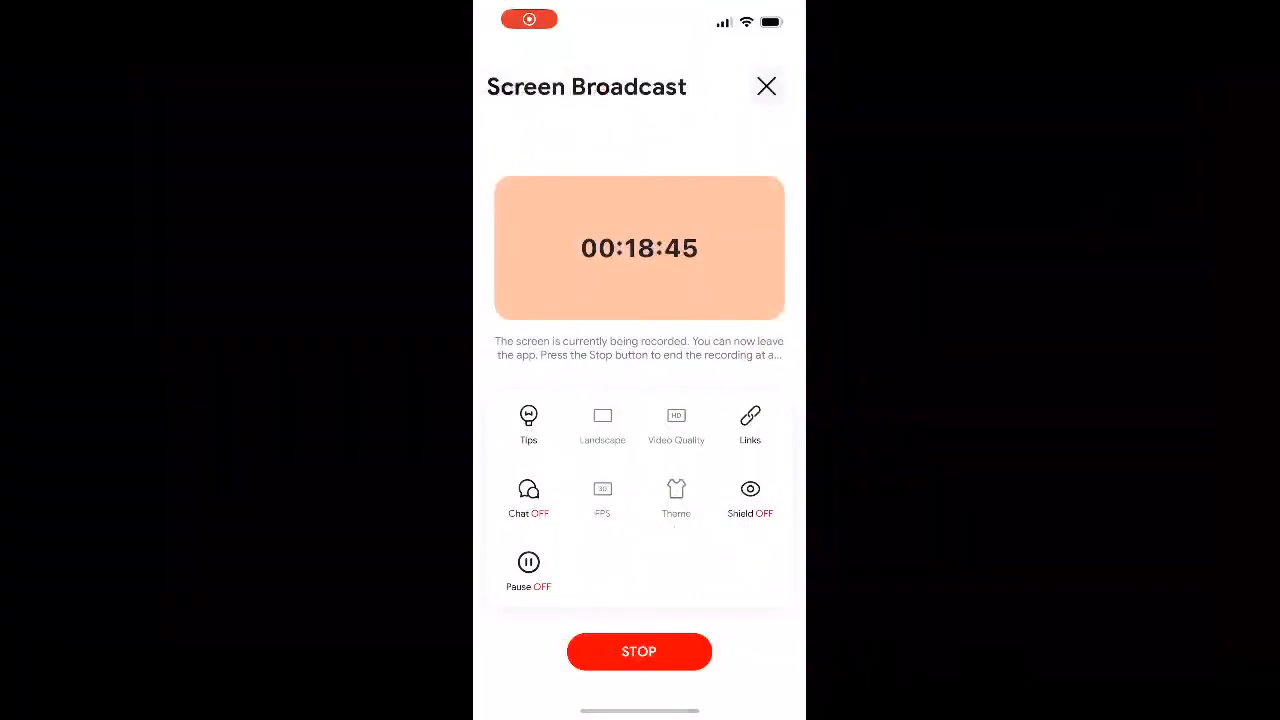 Screen Broadcast
00:18:45
The screen is currently being recorded. You can now leave
the app. Press the Stop button to end the recording at a...
Tips
Landscape
HD
Video Quality
Links
Chat OFF
30
FPS
Theme
Shield OFF
Pause OFF
STOP